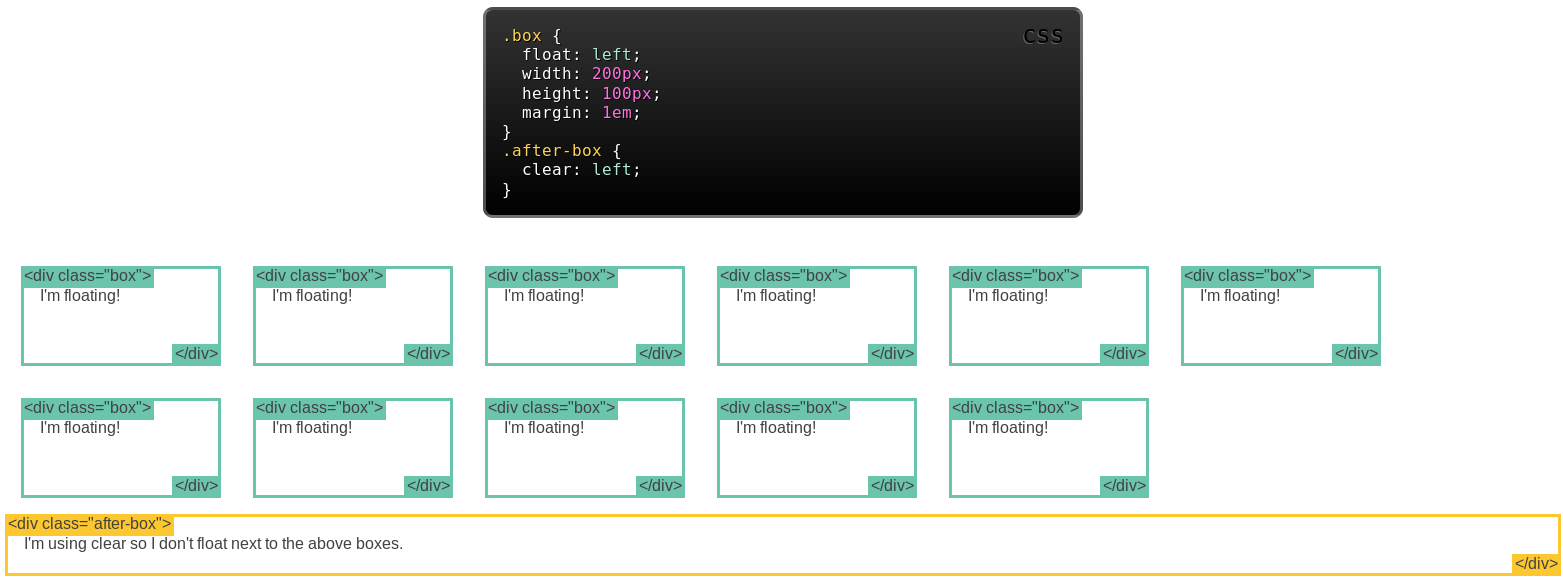 CSS
.box {
  float: left;
  width: 200px;
  height: 100px;
  margin: 1em;
}
.after-box {
  clear: left;
}
<div class="box"> <div class="box"> <div class="box"> <div class="box"> <div class="box"> <div class="box">
I'm floating! I'm floating! I'm floating! I'm floating! I'm floating! I'm floating!
</div> </div> </div> </div> </div> </div>
<div class="box"> <div class="box"> <div class="box"> <div class="box"> <div class="box">
I'm floating! I'm floating! I'm floating! I'm floating! I'm floating!
</div> </div> </div> </div> </div>
<div class="after-box">
I'm using clear so I don't float next to the above boxes.
</div>